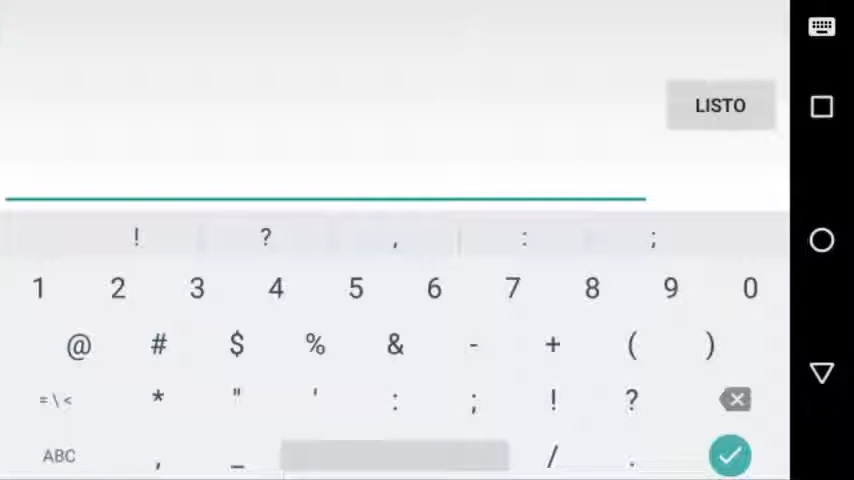 LISTO
! ? , : ;
1 2 3 4 5 6 7 8 9 0
@ # $ % & - + ( )
= \ < * " ' : ; ! ?
ABC , _ / .